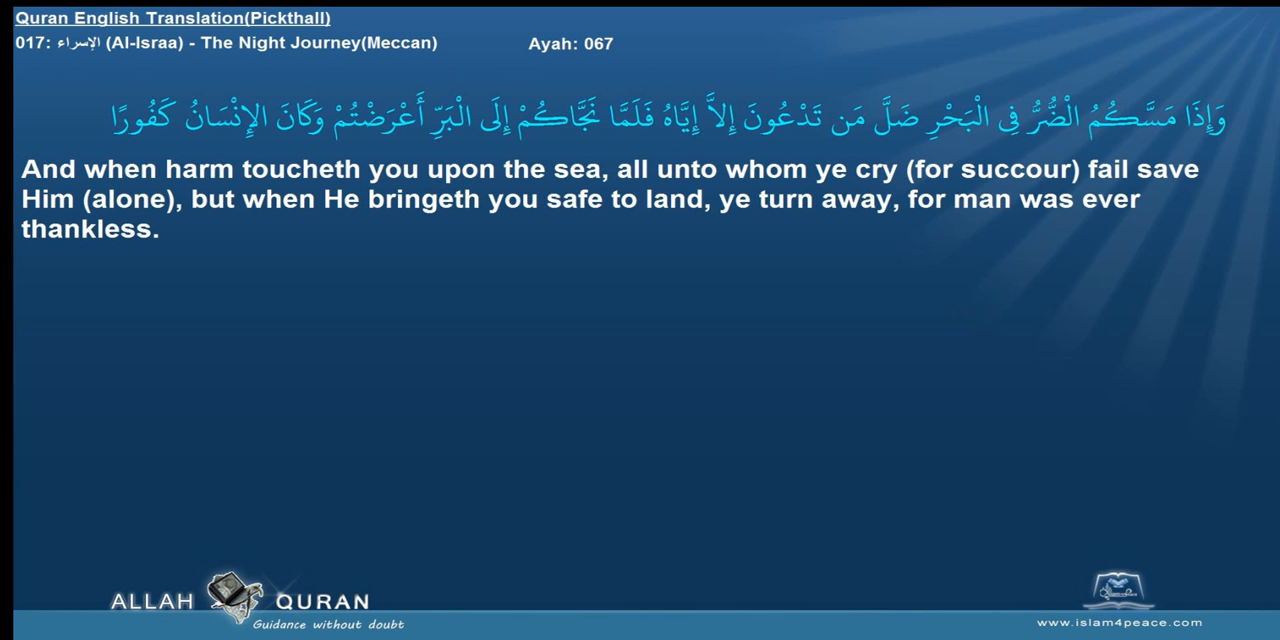 Quran English Translation(Pickthall)
017: الإسراء (Al-Israa) - The Night Journey(Meccan) Ayah: 067
وَإِذَا مَسَّكُمُ الْضُّرُّ فِي الْبَحْرِ ضَلَّ مَن تَدْعُونَ إِلاَّ إِيَّاهُ فَلَمَّا نَجَّاكُمْ إِلَى الْبَرِّ أَعْرَضْتُمْ وَكَانَ الإِنْسَانُ كَفُورًا
And when harm toucheth you upon the sea, all unto whom ye cry (for succour) fail save
Him (alone), but when He bringeth you safe to land, ye turn away, for man was ever
thankless.
ALLAH QURAN
Guidance without doubt
www.islam4peace.com